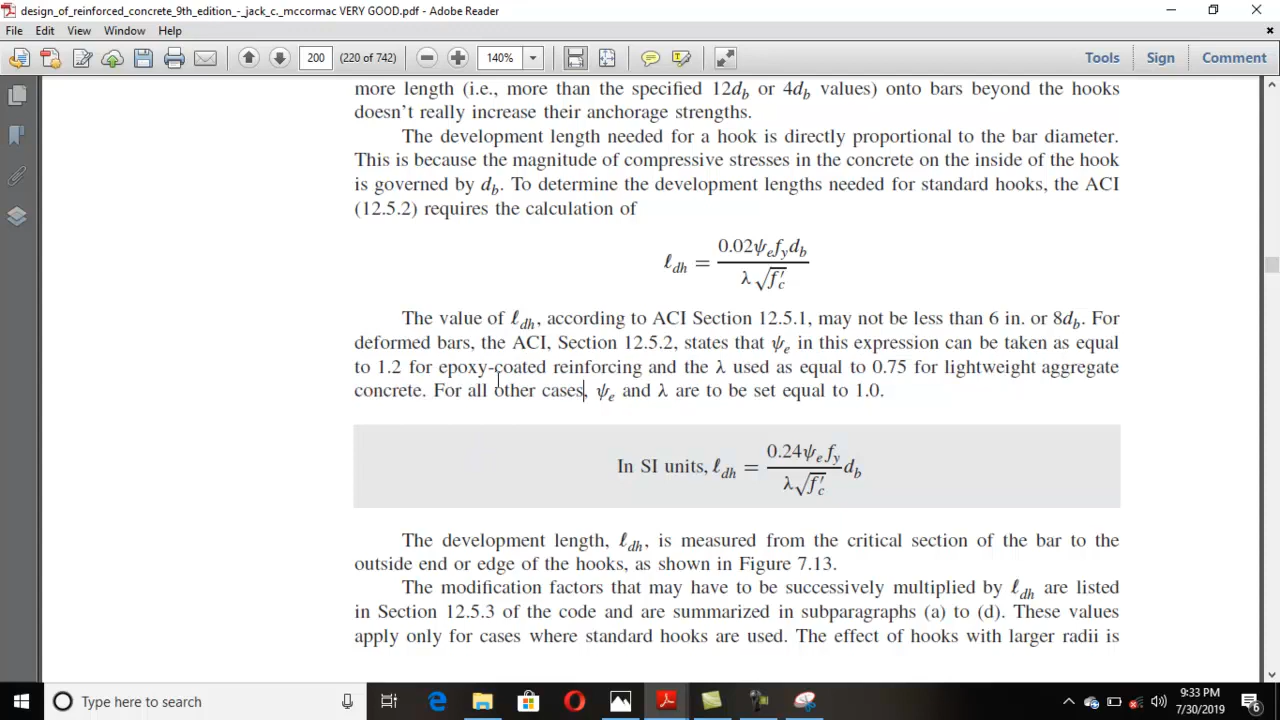 design_of_reinforced_concrete_9th_edition_-_jack_c._mccormac VERY GOOD.pdf - Adobe Reader
File Edit View Window Help
200 (220 of 742) 140% Tools Sign Comment
more length (i.e., more than the specified 12d_b or 4d_b values) onto bars beyond the hooks
doesn't really increase their anchorage strengths.
The development length needed for a hook is directly proportional to the bar diameter.
This is because the magnitude of compressive stresses in the concrete on the inside of the hook
is governed by d_b. To determine the development lengths needed for standard hooks, the ACI
(12.5.2) requires the calculation of
ℓ_dh = 0.02ψ_e f_y d_b / λ√f'_c
The value of ℓ_dh, according to ACI Section 12.5.1, may not be less than 6 in. or 8d_b. For
deformed bars, the ACI, Section 12.5.2, states that ψ_e in this expression can be taken as equal
to 1.2 for epoxy-coated reinforcing and the λ used as equal to 0.75 for lightweight aggregate
concrete. For all other cases, ψ_e and λ are to be set equal to 1.0.
In SI units, ℓ_dh = 0.24ψ_e f_y / λ√f'_c d_b
The development length, ℓ_dh, is measured from the critical section of the bar to the
outside end or edge of the hooks, as shown in Figure 7.13.
The modification factors that may have to be successively multiplied by ℓ_dh are listed
in Section 12.5.3 of the code and are summarized in subparagraphs (a) to (d). These values
apply only for cases where standard hooks are used. The effect of hooks with larger radii is
Type here to search
9:33 PM
7/30/2019
6